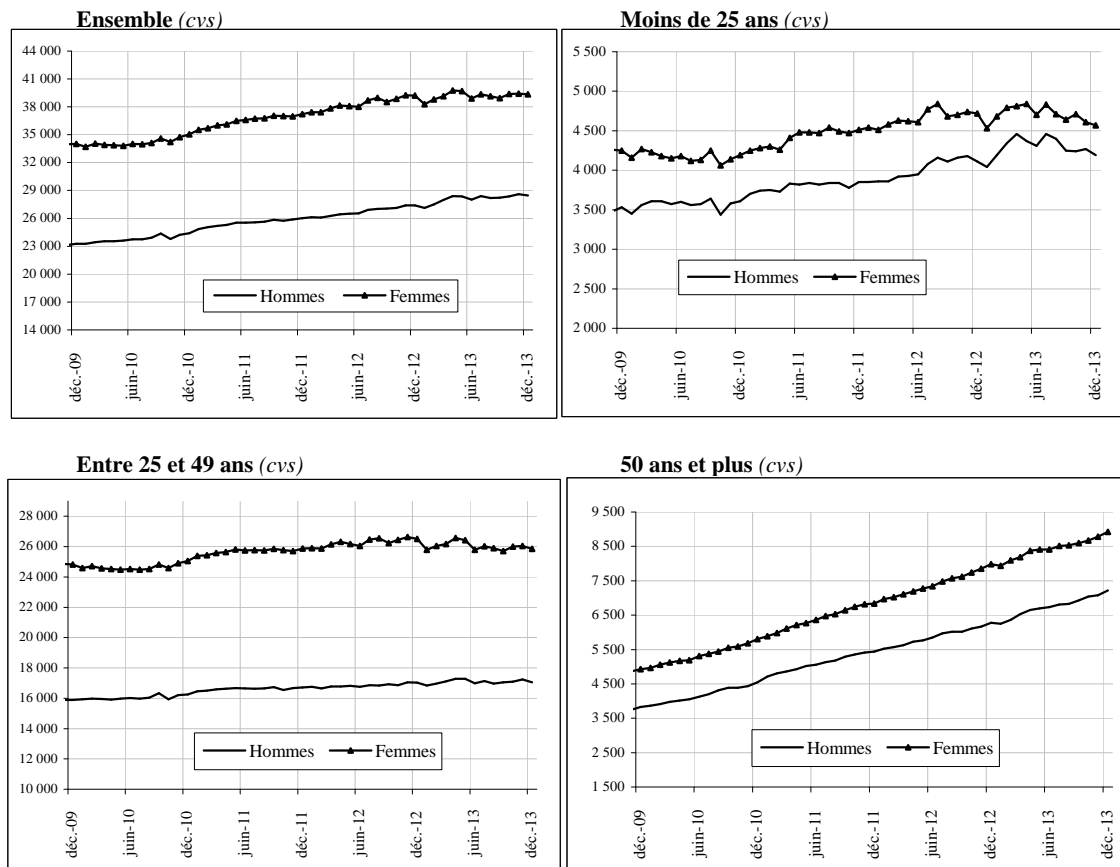 Ensemble (cvs)
44 000
41 000
38 000
35 000
32 000
29 000
26 000
23 000
20 000
17 000
14 000
Hommes Femmes
déc.-09
juin-10
déc.-10
juin-11
déc.-11
juin-12
déc.-12
juin-13
déc.-13
Moins de 25 ans (cvs)
5 500
5 000
4 500
4 000
3 500
3 000
2 500
2 000
Hommes Femmes
déc.-09
juin-10
déc.-10
juin-11
déc.-11
juin-12
déc.-12
juin-13
déc.-13
Entre 25 et 49 ans (cvs)
28 000
26 000
24 000
22 000
20 000
18 000
16 000
14 000
12 000
10 000
Hommes Femmes
déc.-09
juin-10
déc.-10
juin-11
déc.-11
juin-12
déc.-12
juin-13
déc.-13
50 ans et plus (cvs)
9 500
8 500
7 500
6 500
5 500
4 500
3 500
2 500
1 500
Hommes Femmes
déc.-09
juin-10
déc.-10
juin-11
déc.-11
juin-12
déc.-12
juin-13
déc.-13